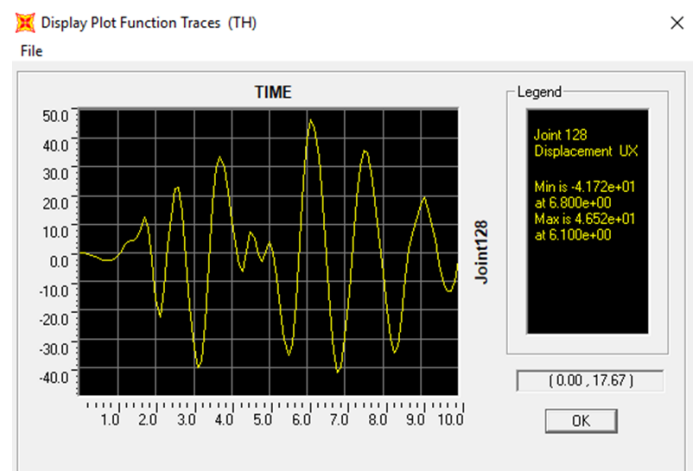 Display Plot Function Traces (TH)
File
TIME
50.0
40.0
30.0
20.0
10.0
0.0
-10.0
-20.0
-30.0
-40.0
1.0 2.0 3.0 4.0 5.0 6.0 7.0 8.0 9.0 10.0
Joint128
Legend
Joint 128
Displacement UX
Min is -4.172e+01
at 6.800e+00
Max is 4.652e+01
at 6.100e+00
( 0.00 , 17.67 )
OK